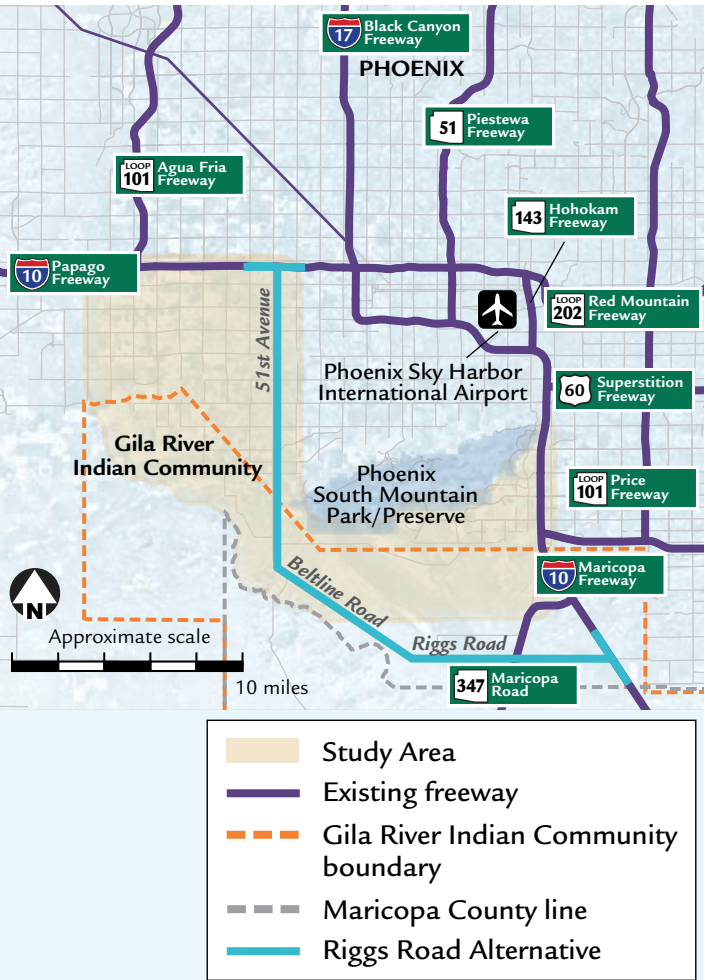 17
Black Canyon
Freeway
PHOENIX
51
Piestewa
Freeway
LOOP
101
Agua Fria
Freeway
143
Hohokam
Freeway
10
Papago
Freeway
LOOP
202
Red Mountain
Freeway
51st Avenue
Phoenix Sky Harbor
International Airport
60
Superstition
Freeway
Gila River
Indian Community
Phoenix
South Mountain
Park/Preserve
LOOP
101
Price
Freeway
10
Maricopa
Freeway
Beltline Road
N
Approximate scale
10 miles
Riggs Road
347
Maricopa
Road
Study Area
Existing freeway
Gila River Indian Community
boundary
Maricopa County line
Riggs Road Alternative